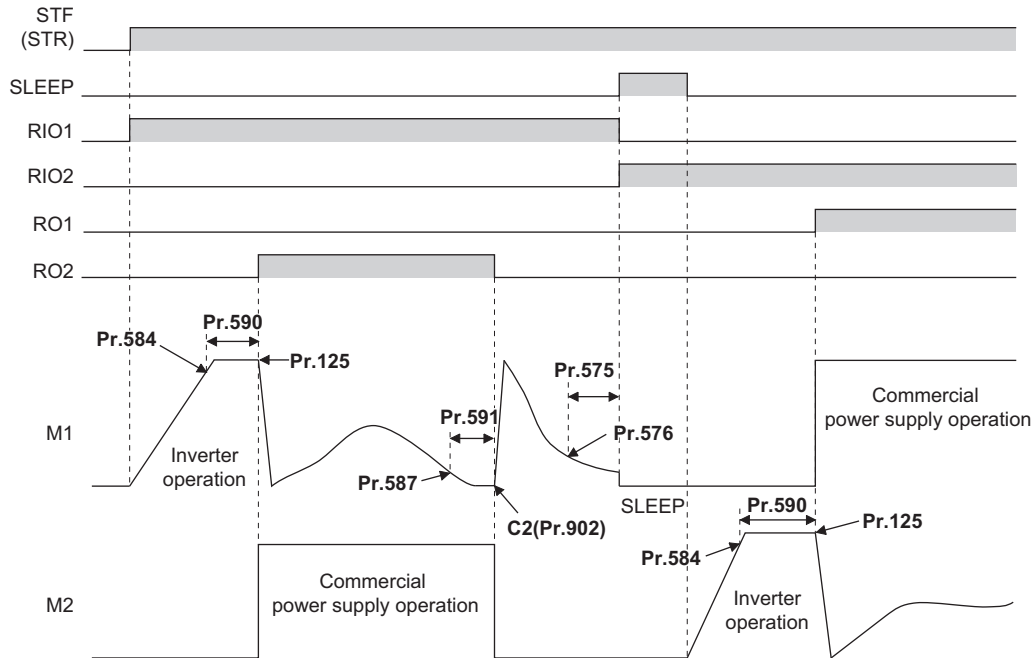 STF
(STR)
SLEEP
RIO1
RIO2
RO1
RO2
Pr.590
Pr.584
Pr.125
Pr.575
Commercial
power supply operation
Pr.591
Pr.576
M1
Inverter
operation
Pr.587
SLEEP
Pr.590
C2(Pr.902)
Pr.125
Pr.584
Commercial
power supply operation
M2
Inverter
operation